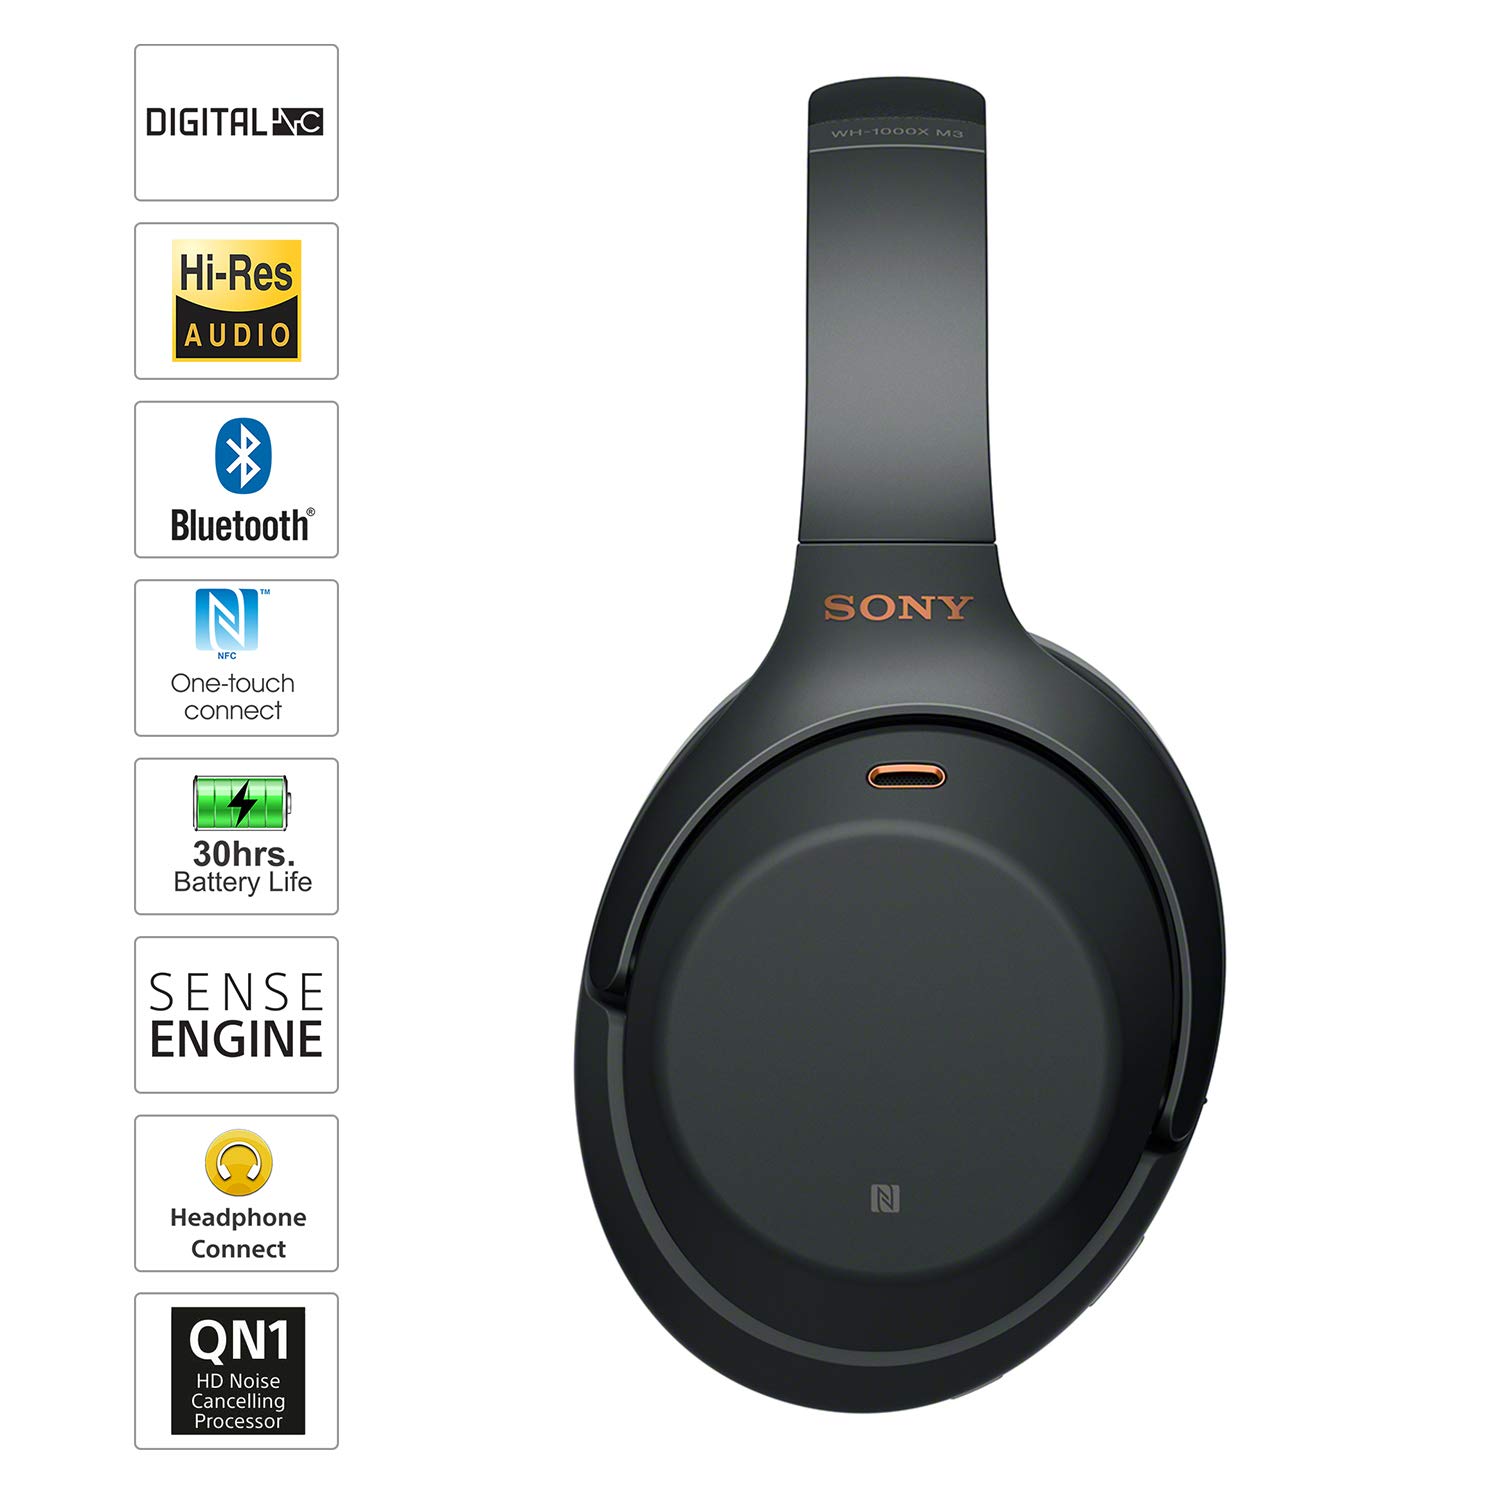 DIGITAL NC
Hi-Res
AUDIO
Bluetooth®
NFC
™
One-touch
connect
30hrs.
Battery Life
SENSE
ENGINE
Headphone
Connect
QN1
HD Noise
Cancelling
Processor
WH-1000X M3
SONY